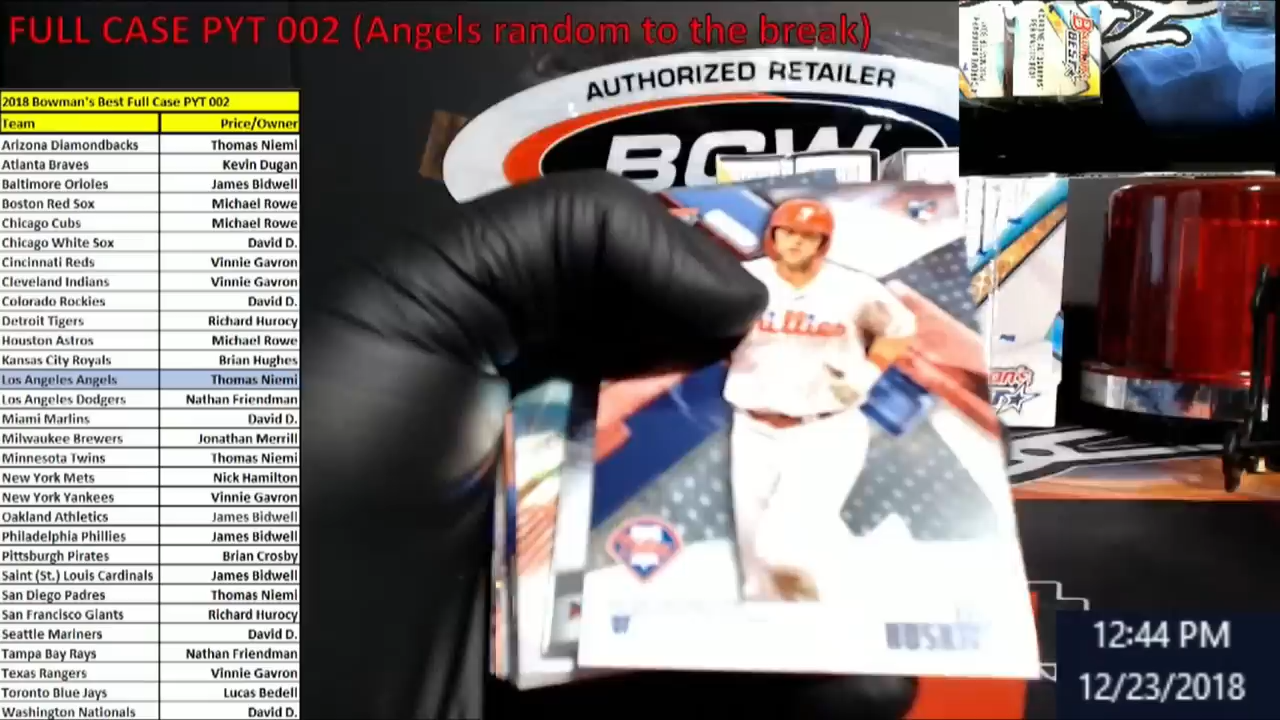 FULL CASE PYT 002 (Angels random to the break)
2018 Bowman's Best Full Case PYT 002
Team Price/Owner
Arizona Diamondbacks Thomas Niemi
Atlanta Braves Kevin Dugan
Baltimore Orioles James Bidwell
Boston Red Sox Michael Rowe
Chicago Cubs Michael Rowe
Chicago White Sox David D.
Cincinnati Reds Vinnie Gavron
Cleveland Indians Vinnie Gavron
Colorado Rockies David D.
Detroit Tigers Richard Hurocy
Houston Astros Michael Rowe
Kansas City Royals Brian Hughes
Los Angeles Angels Thomas Niemi
Los Angeles Dodgers Nathan Friendman
Miami Marlins David D.
Milwaukee Brewers Jonathan Merrill
Minnesota Twins Thomas Niemi
New York Mets Nick Hamilton
New York Yankees Vinnie Gavron
Oakland Athletics James Bidwell
Philadelphia Phillies James Bidwell
Pittsburgh Pirates Brian Crosby
Saint (St.) Louis Cardinals James Bidwell
San Diego Padres Thomas Niemi
San Francisco Giants Richard Hurocy
Seattle Mariners David D.
Tampa Bay Rays Nathan Friendman
Texas Rangers Vinnie Gavron
Toronto Blue Jays Lucas Bedell
Washington Nationals David D.
AUTHORIZED RETAILER
BCW
BEST
12:44 PM
12/23/2018